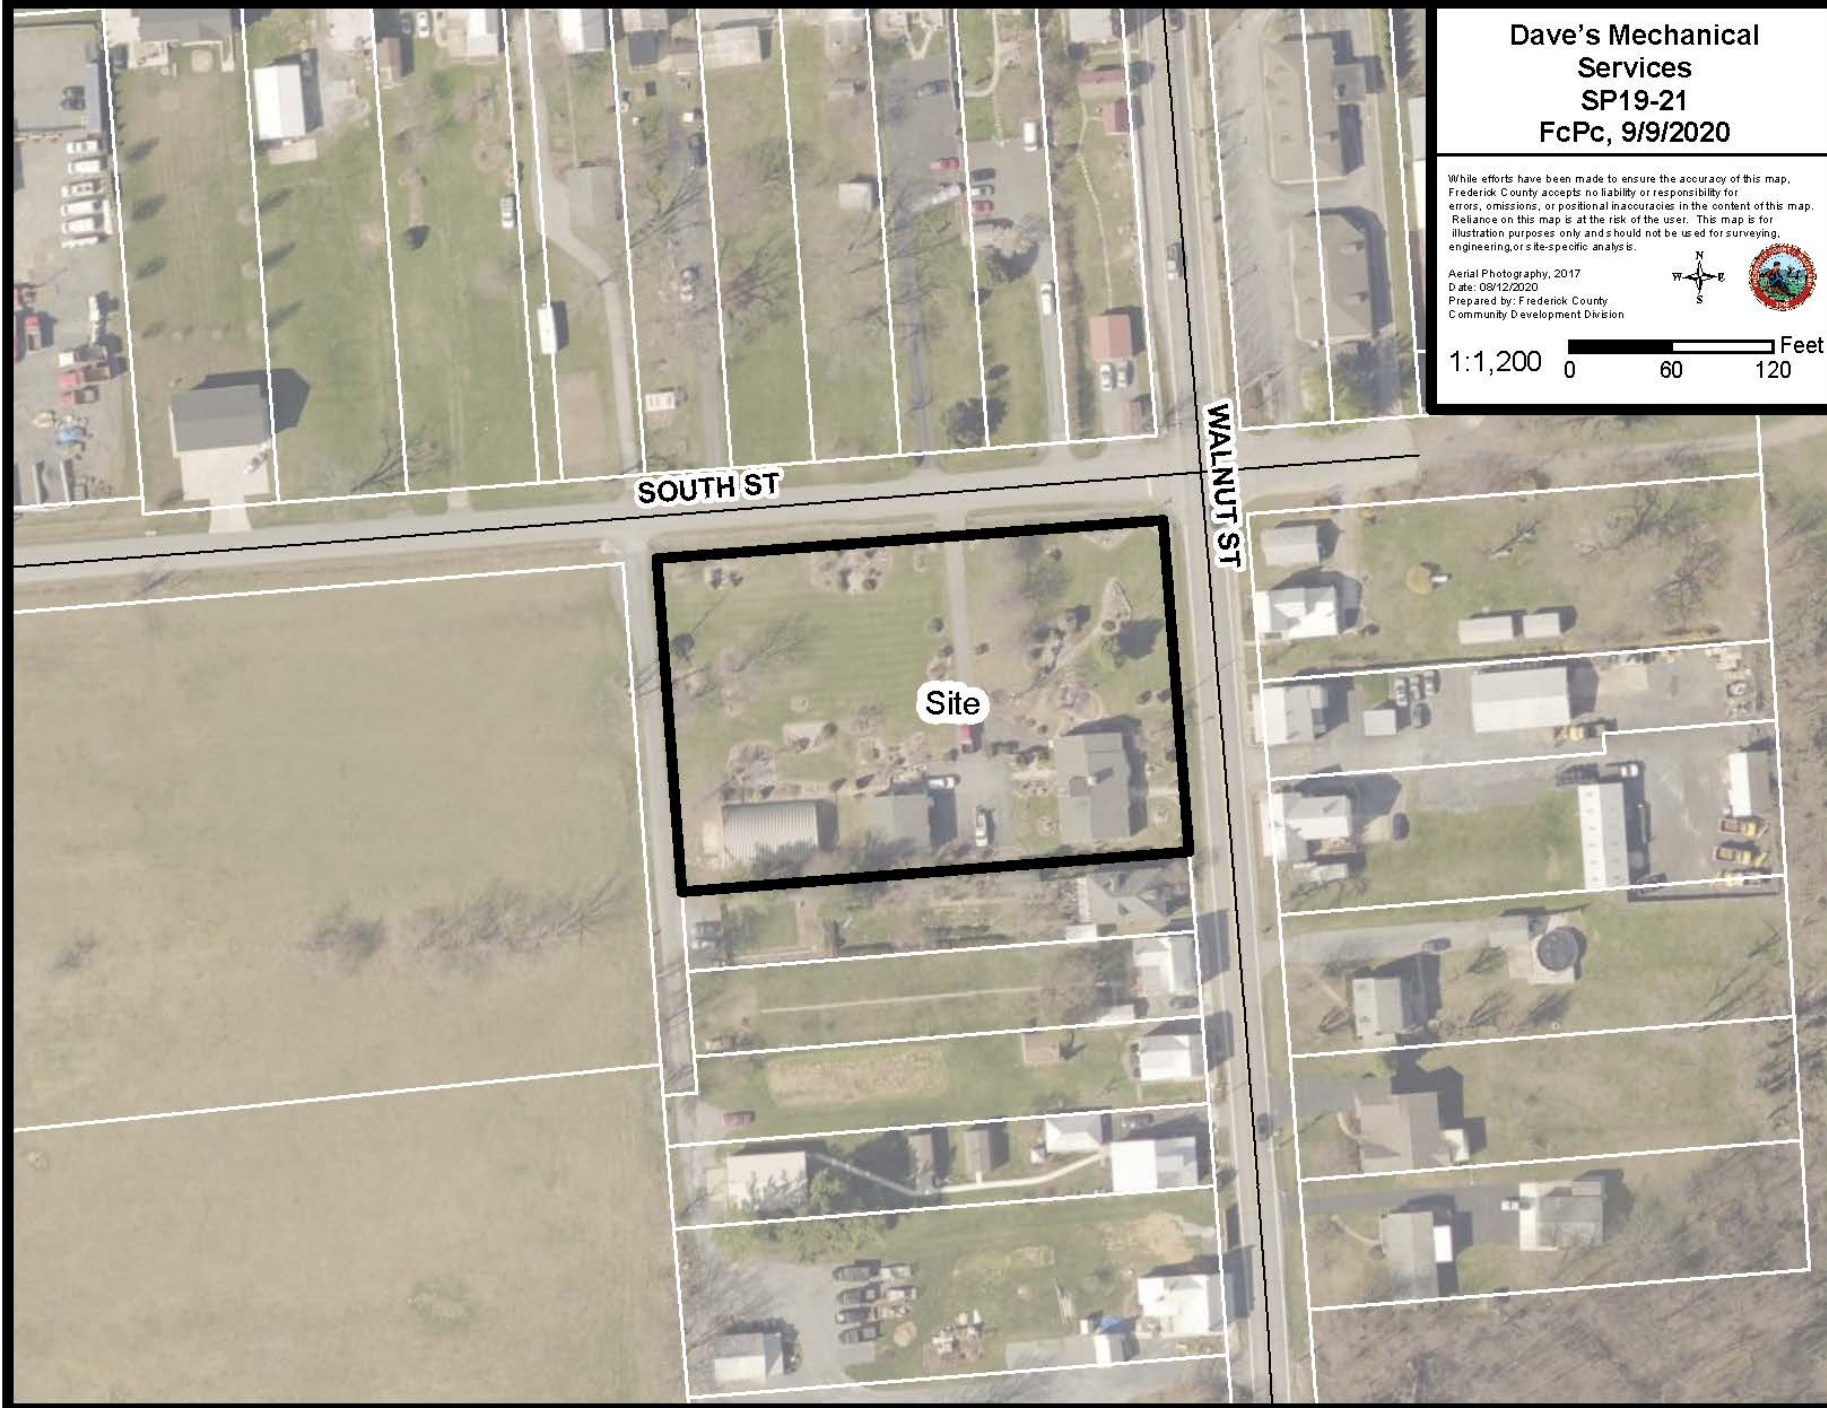 Dave's Mechanical
Services
SP19-21
FcPc, 9/9/2020
While efforts have been made to ensure the accuracy of this map,
Frederick County accepts no liability or responsibility for
errors, omissions, or positional inaccuracies in the content of this map.
Reliance on this map is at the risk of the user. This map is for
illustration purposes only and should not be used for surveying,
engineering, or site-specific analysis.
Aerial Photography, 2017
Date: 08/12/2020
Prepared by: Frederick County
Community Development Division
N
W E
S
1:1,200
Feet
0 60 120
SOUTH ST
WALNUT ST
Site